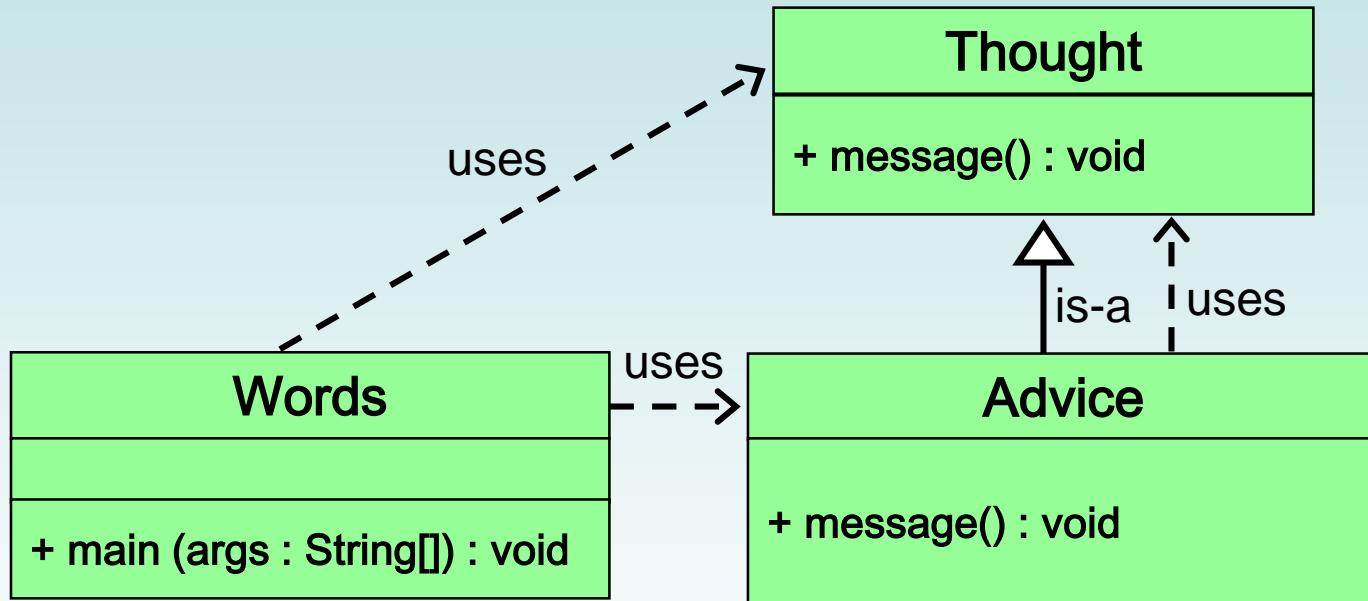 Thought
+ message() : void
uses
is-a
uses
Words
+ main (args : String[]) : void
uses
Advice
+ message() : void